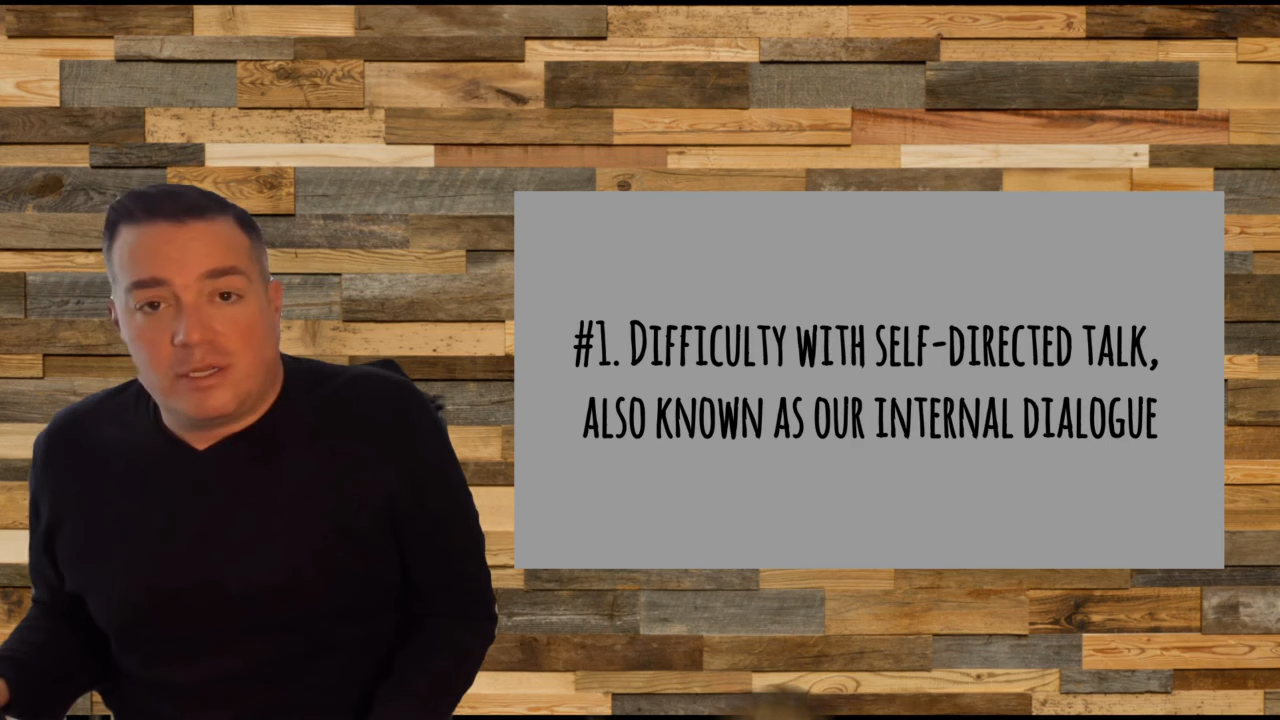 #1. Difficulty with self-directed talk,
also known as our internal dialogue